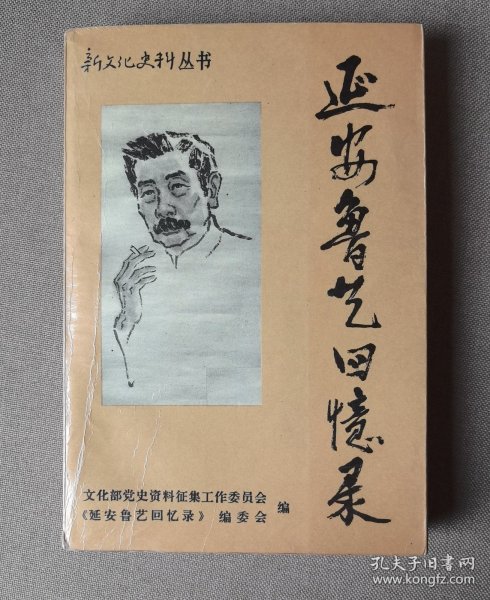 新文化史料丛书
延安鲁艺回憶录
文化部党史资料征集工作委员会
《延安鲁艺回忆录》 编委会
编
孔夫子旧书网
www.kongfz.com